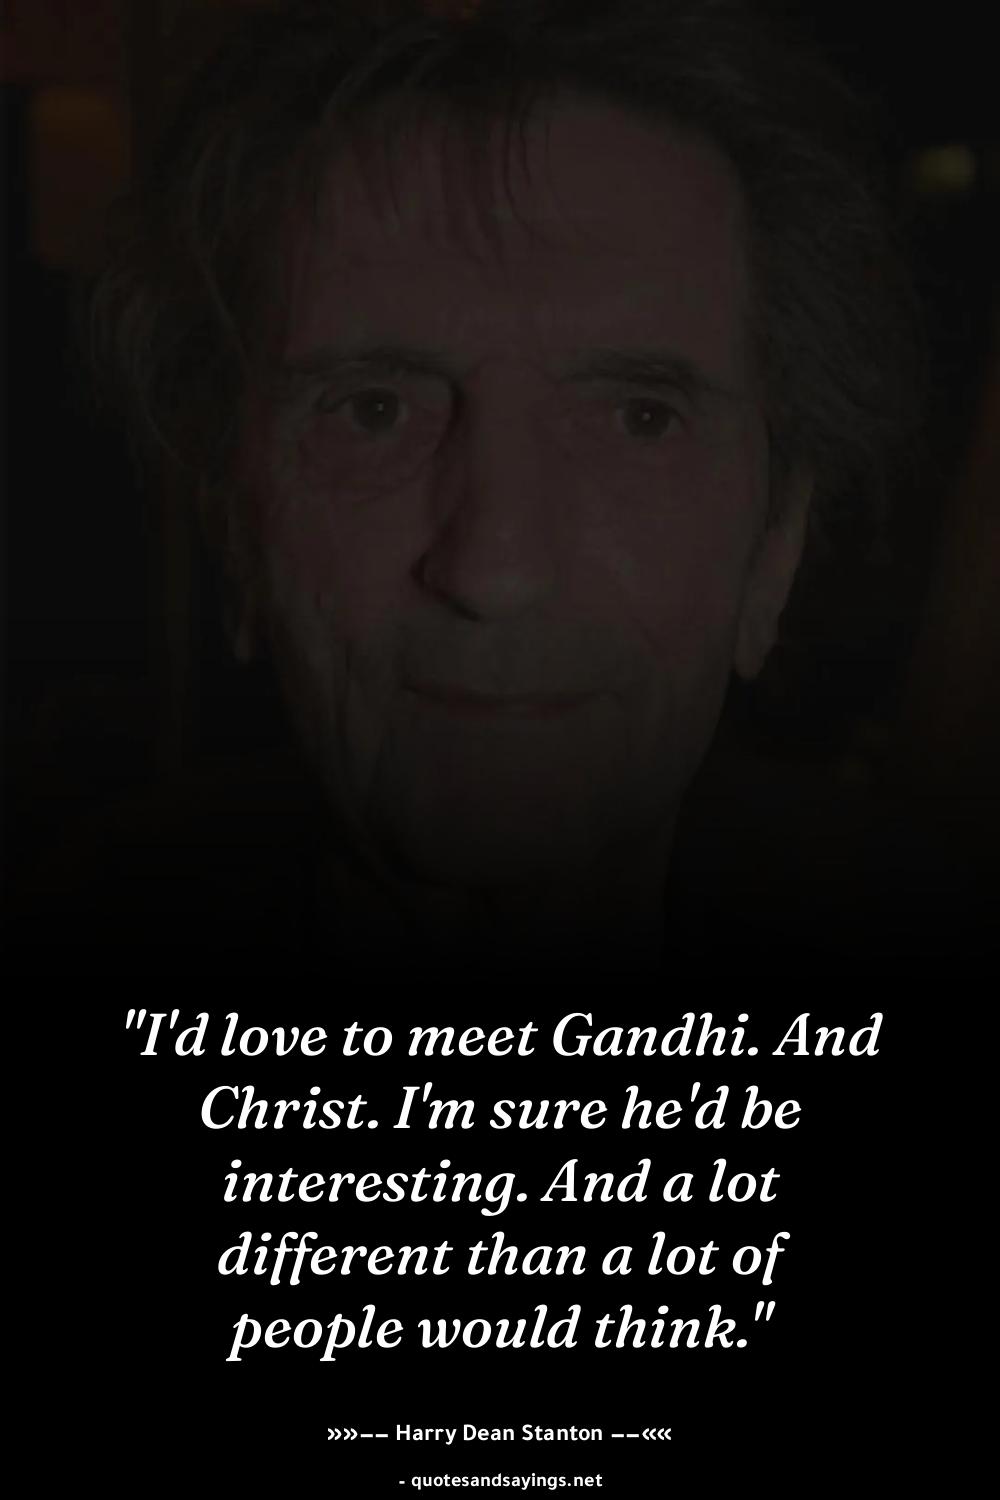 "I'd love to meet Gandhi. And
Christ. I'm sure he'd be
interesting. And a lot
different than a lot of
people would think."
»»–– Harry Dean Stanton ––««
- quotesandsayings.net